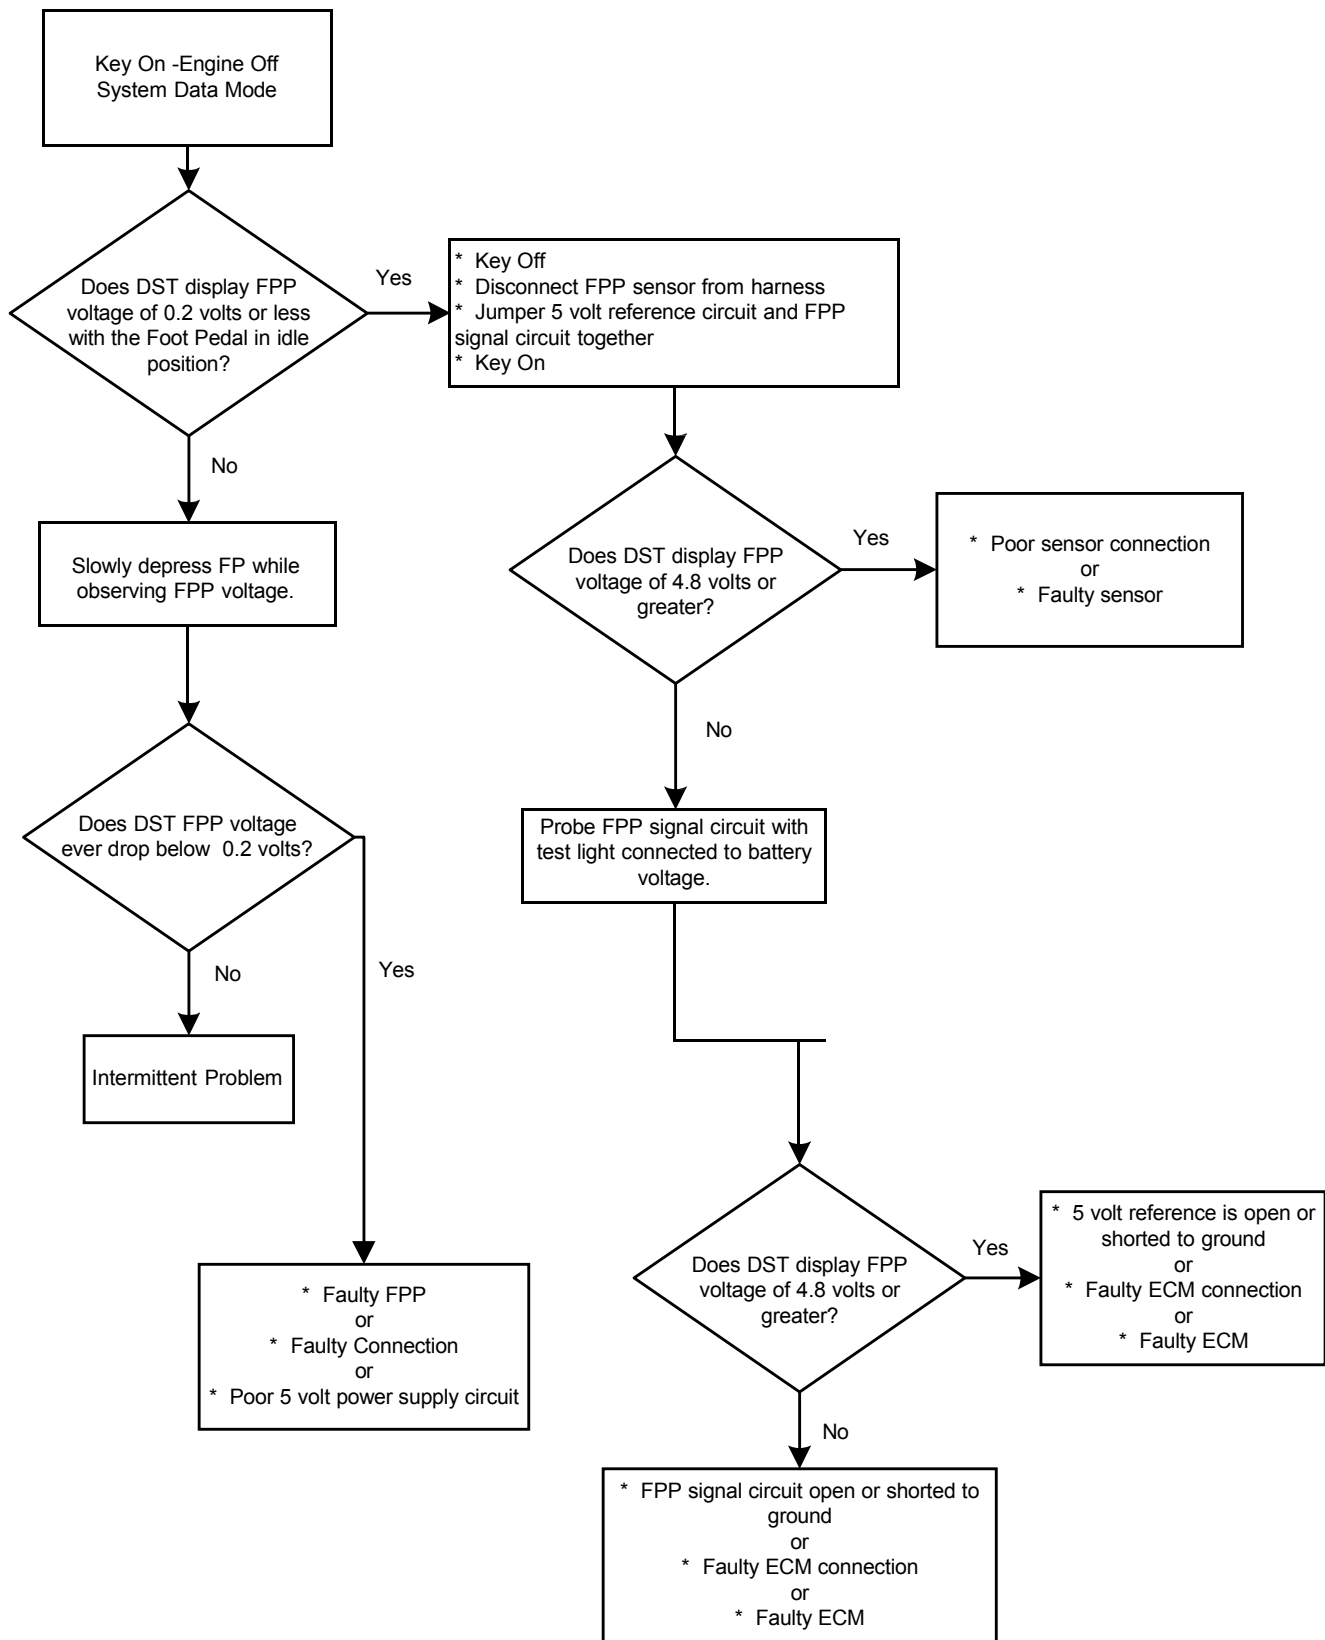 Key On -Engine Off
System Data Mode
Does DST display FPP
voltage of 0.2 volts or less
with the Foot Pedal in idle
position?
Yes
* Key Off
* Disconnect FPP sensor from harness
* Jumper 5 volt reference circuit and FPP
signal circuit together
* Key On
No
Slowly depress FP while
observing FPP voltage.
Does DST display FPP
voltage of 4.8 volts or
greater?
Yes
* Poor sensor connection
or
* Faulty sensor
No
Does DST FPP voltage
ever drop below 0.2 volts?
Probe FPP signal circuit with
test light connected to battery
voltage.
No
Yes
Intermittent Problem
* Faulty FPP
or
* Faulty Connection
or
* Poor 5 volt power supply circuit
Does DST display FPP
voltage of 4.8 volts or
greater?
Yes
* 5 volt reference is open or
shorted to ground
or
* Faulty ECM connection
or
* Faulty ECM
No
* FPP signal circuit open or shorted to
ground
or
* Faulty ECM connection
or
* Faulty ECM